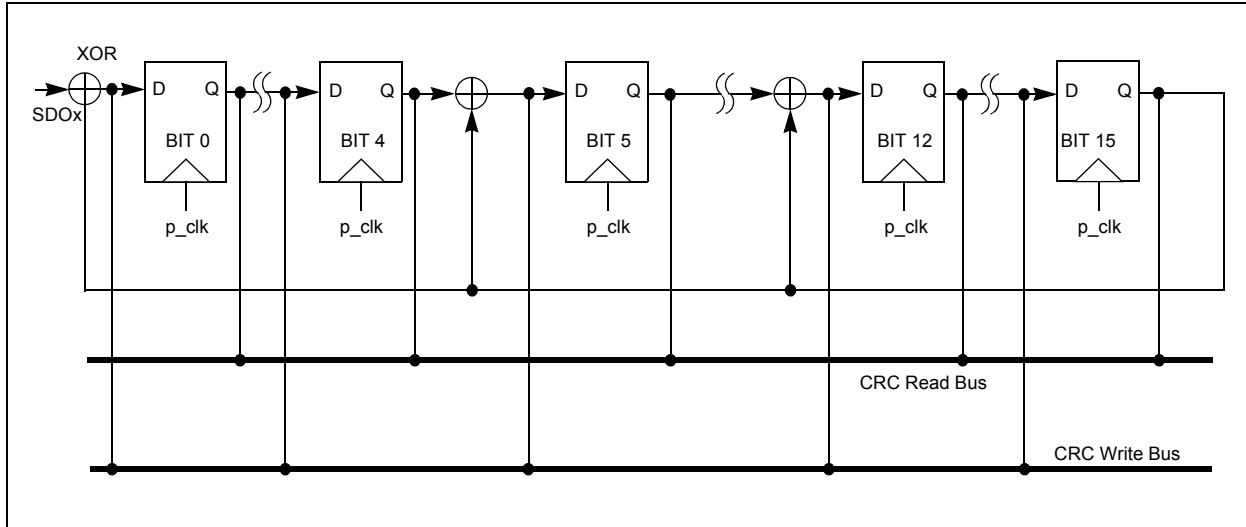 XOR
SDOx
D Q
BIT 0
p_clk
D Q
BIT 4
p_clk
D Q
BIT 5
p_clk
D Q
BIT 12
p_clk
D Q
BIT 15
p_clk
CRC Read Bus
CRC Write Bus